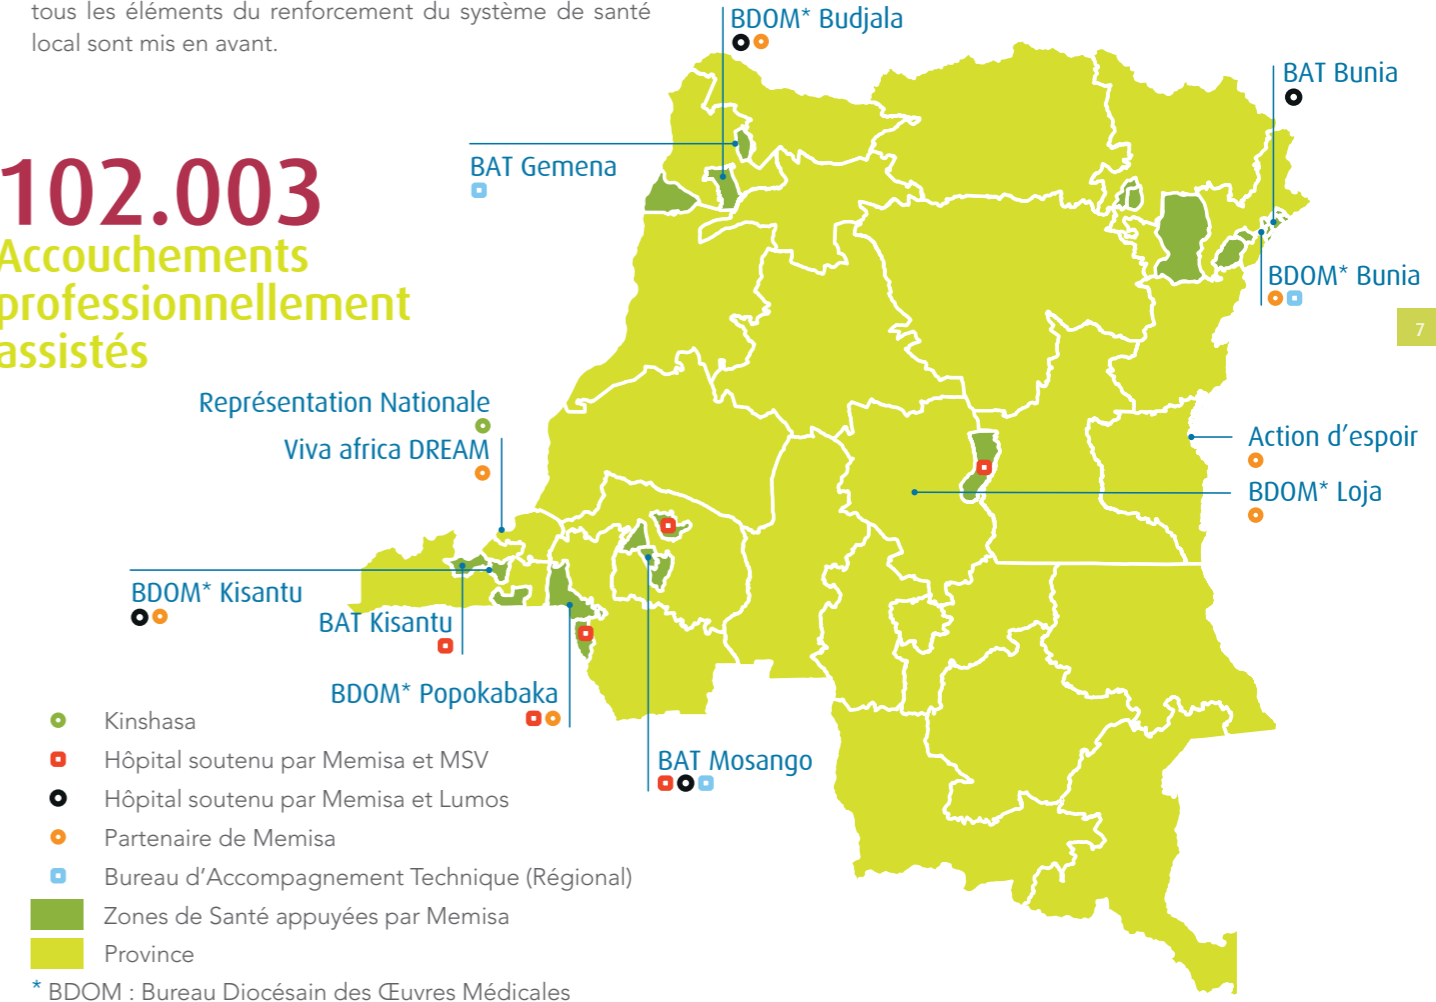 tous les éléments du renforcement du système de santé
local sont mis en avant.
102.003
Accouchements
professionnellement
assistés
BDOM* Budjala
BAT Bunia
BAT Gemena
BDOM* Bunia
7
Représentation Nationale
Viva africa DREAM
Action d’espoir
BDOM* Loja
BDOM* Kisantu
BAT Kisantu
BDOM* Popokabaka
BAT Mosango
Kinshasa
Hôpital soutenu par Memisa et MSV
Hôpital soutenu par Memisa et Lumos
Partenaire de Memisa
Bureau d’Accompagnement Technique (Régional)
Zones de Santé appuyées par Memisa
Province
* BDOM : Bureau Diocésain des Œuvres Médicales